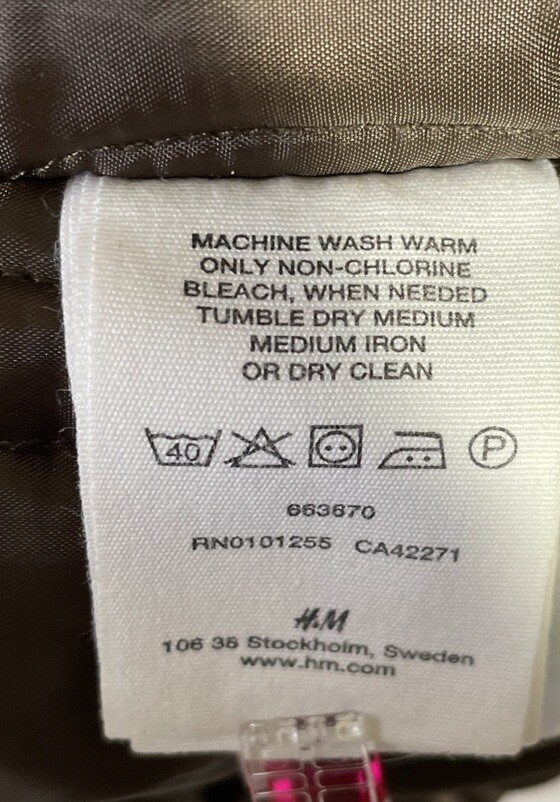 MACHINE WASH WARM
ONLY NON-CHLORINE
BLEACH, WHEN NEEDED
TUMBLE DRY MEDIUM
MEDIUM IRON
OR DRY CLEAN
40 P
663670
RN0101255 CA42271
H&M
106 38 Stockholm, Sweden
www.hm.com